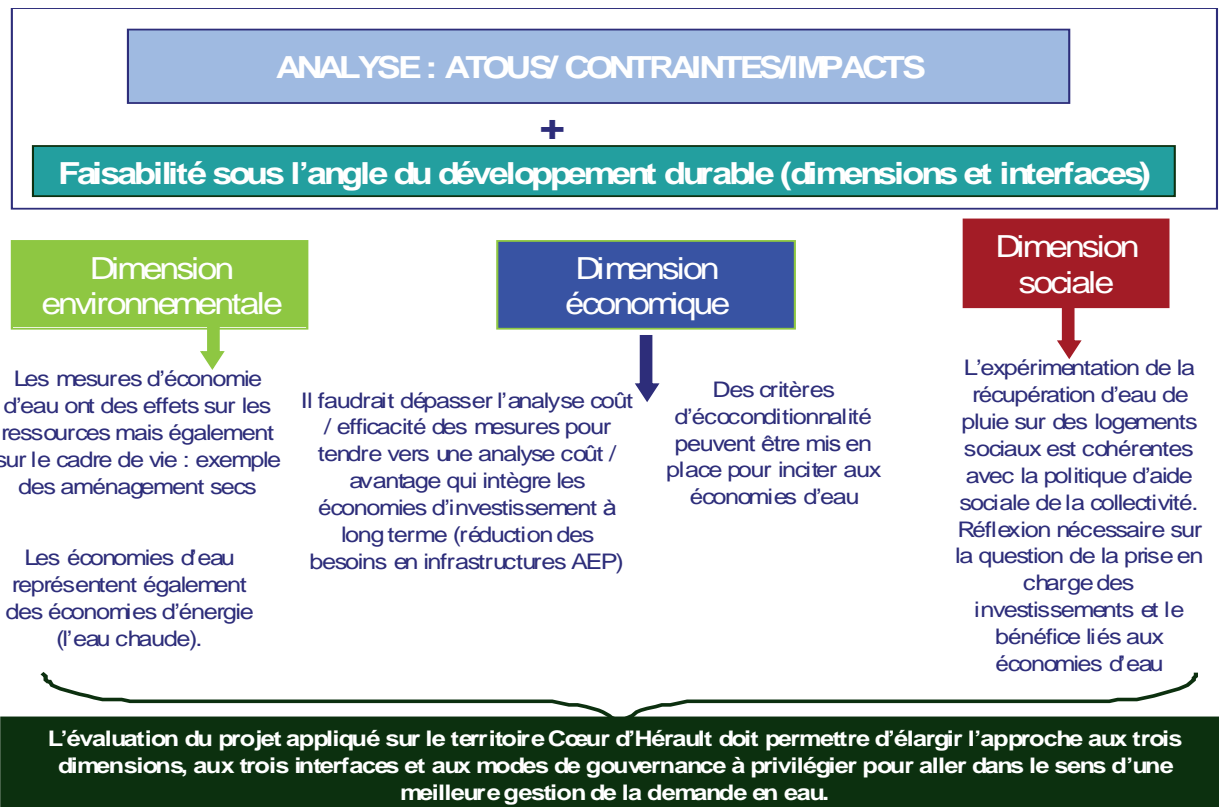 ANALYSE : ATOUS/ CONTRAINTES/IMPACTS
+
Faisabilité sous l'angle du développement durable (dimensions et interfaces)
Dimension
environnementale
Les mesures d'économie
d'eau ont des effets sur les
ressources mais également
sur le cadre de vie : exemple
des aménagement secs
Les économies d'eau
représentent également
des économies d'énergie
(l'eau chaude).
Dimension
économique
Il faudrait dépasser l'analyse coût
/ efficacité des mesures pour
tendre vers une analyse coût /
avantage qui intègre les
économies d'investissement à
long terme (réduction des
besoins en infrastructures AEP)
Des critères
d'écoconditionnalité
peuvent être mis en
place pour inciter aux
économies d'eau
Dimension
sociale
L'expérimentation de la
récupération d'eau de
pluie sur des logements
sociaux est cohérentes
avec la politique d'aide
sociale de la collectivité.
Réflexion nécessaire sur
la question de la prise en
charge des
investissements et le
bénéfice liés aux
économies d'eau
L'évaluation du projet appliqué sur le territoire Cœur d'Hérault doit permettre d'élargir l'approche aux trois
dimensions, aux trois interfaces et aux modes de gouvernance à privilégier pour aller dans le sens d'une
meilleure gestion de la demande en eau.